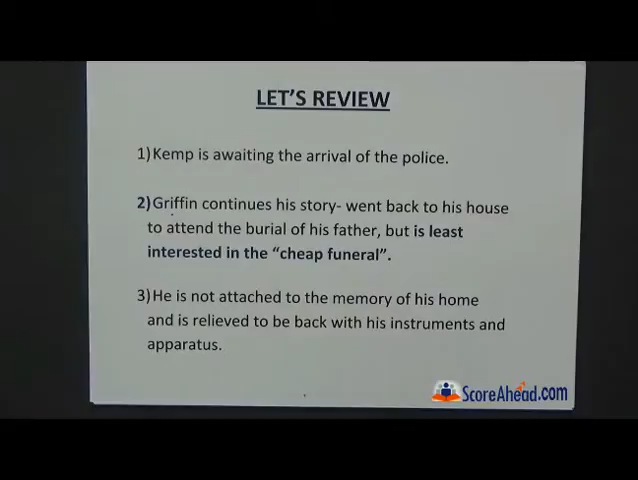 LET'S REVIEW
1) Kemp is awaiting the arrival of the police.
2) Griffin continues his story- went back to his house
to attend the burial of his father, but is least
interested in the "cheap funeral".
3) He is not attached to the memory of his home
and is relieved to be back with his instruments and
apparatus.
ScoreAhead.com